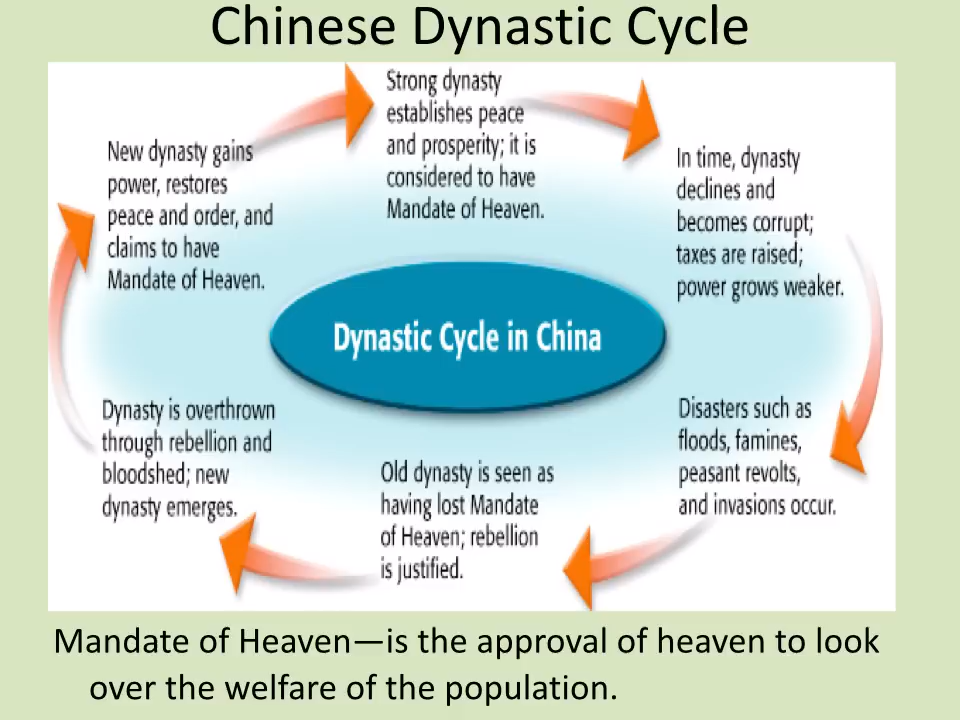 Chinese Dynastic Cycle
Strong dynasty
establishes peace
and prosperity; it is
considered to have
Mandate of Heaven.
In time, dynasty
declines and
becomes corrupt;
taxes are raised;
power grows weaker.
Disasters such as
floods, famines,
peasant revolts,
and invasions occur.
Old dynasty is seen as
having lost Mandate
of Heaven; rebellion
is justified.
Dynasty is overthrown
through rebellion and
bloodshed; new
dynasty emerges.
New dynasty gains
power, restores
peace and order, and
claims to have
Mandate of Heaven.
Dynastic Cycle in China
Mandate of Heaven—is the approval of heaven to look
over the welfare of the population.